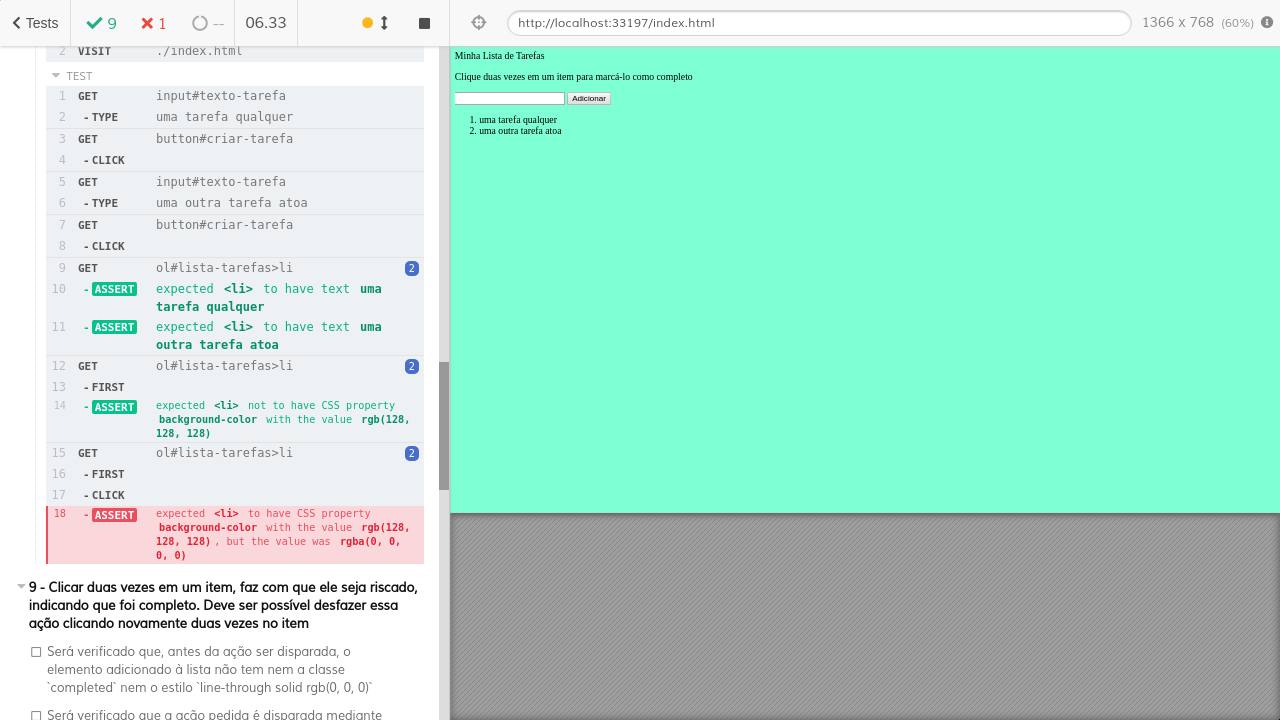 Tests 9 1 -- 06.33
http://localhost:33197/index.html 1366 x 768 (60%)
2 VISIT ./index.html
TEST
1 GET input#texto-tarefa
2 -TYPE uma tarefa qualquer
3 GET button#criar-tarefa
4 -CLICK
5 GET input#texto-tarefa
6 -TYPE uma outra tarefa atoa
7 GET button#criar-tarefa
8 -CLICK
9 GET ol#lista-tarefas>li 2
10 -ASSERT expected <li> to have text uma
tarefa qualquer
11 -ASSERT expected <li> to have text uma
outra tarefa atoa
12 GET ol#lista-tarefas>li 2
13 -FIRST
14 -ASSERT expected <li> not to have CSS property
background-color with the value rgb(128,
128, 128)
15 GET ol#lista-tarefas>li 2
16 -FIRST
17 -CLICK
18 -ASSERT expected <li> to have CSS property
background-color with the value rgb(128,
128, 128), but the value was rgba(0, 0,
0, 0)
9 - Clicar duas vezes em um item, faz com que ele seja riscado,
indicando que foi completo. Deve ser possível desfazer essa
ação clicando novamente duas vezes no item
Será verificado que, antes da ação ser disparada, o
elemento adicionado à lista não tem nem a classe
`completed` nem o estilo `line-through solid rgb(0, 0, 0)`
Será verificado que a ação pedida é disparada mediante
Minha Lista de Tarefas
Clique duas vezes em um item para marcá-lo como completo
Adicionar
1. uma tarefa qualquer
2. uma outra tarefa atoa